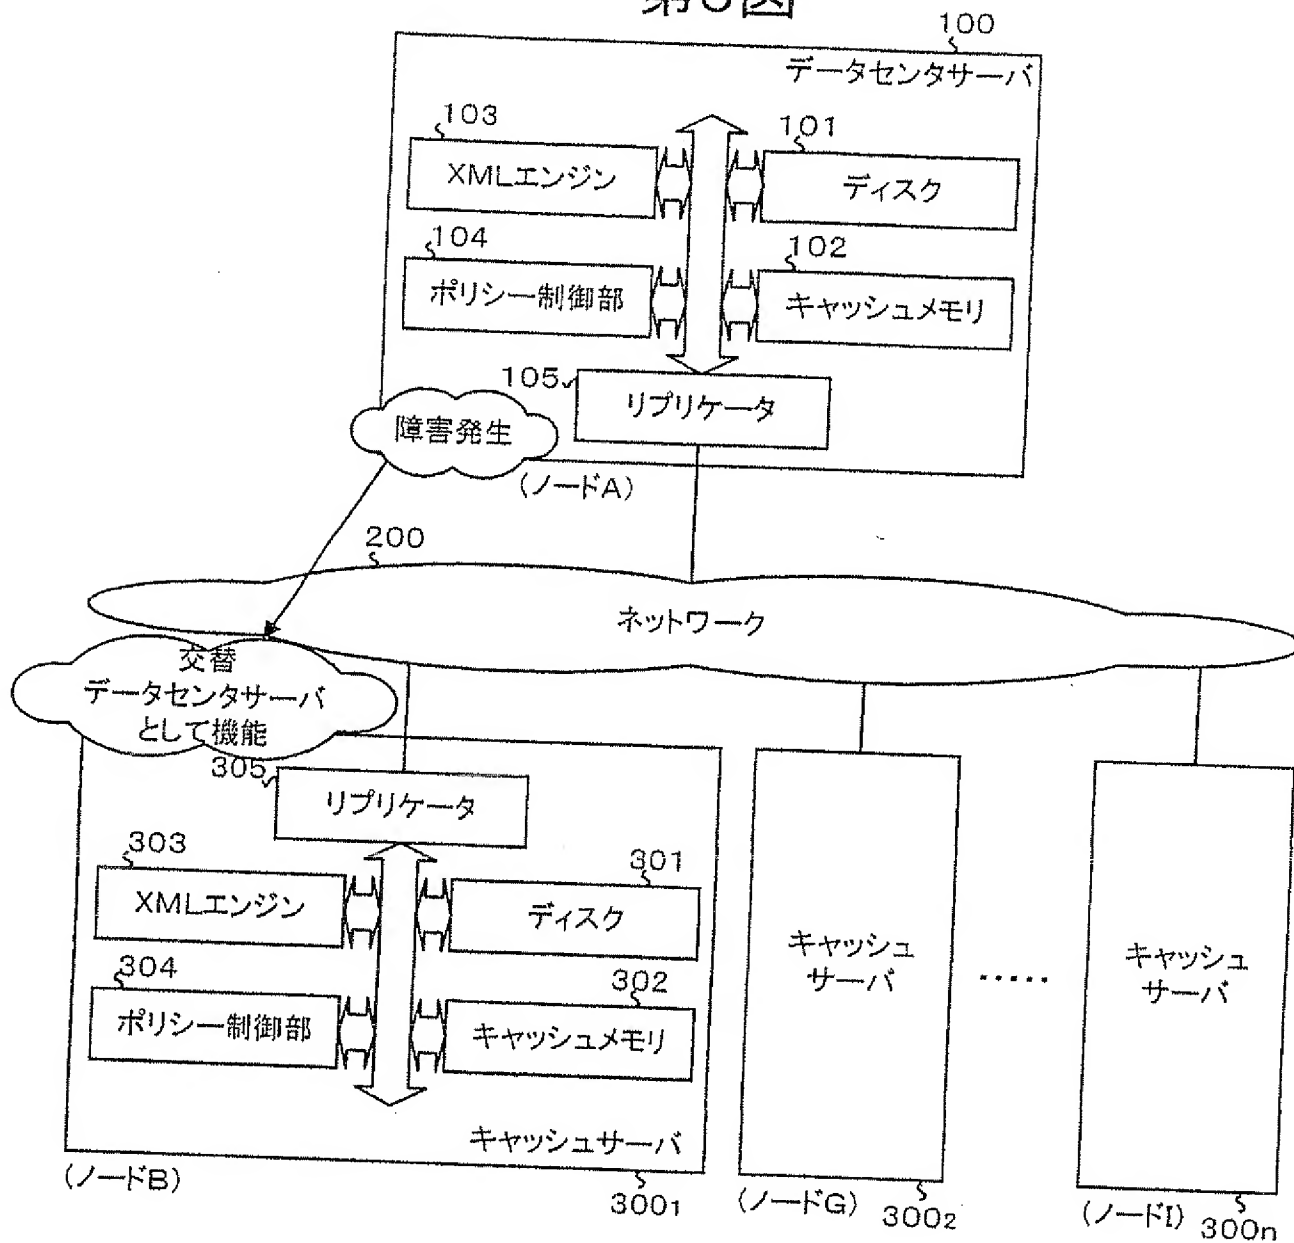 100
データセンタサーバ
103
XMLエンジン
101
ディスク
104
ポリシー制御部
102
キャッシュメモリ
105
リプリケータ
障害発生
(ノードA)
200
ネットワーク
交替
データセンタサーバ
として機能
305
リプリケータ
303
XMLエンジン
301
ディスク
304
ポリシー制御部
302
キャッシュメモリ
キャッシュサーバ
(ノードB)
300₁
キャッシュ
サーバ
(ノードG)
300₂
.....
キャッシュ
サーバ
(ノードI)
300n